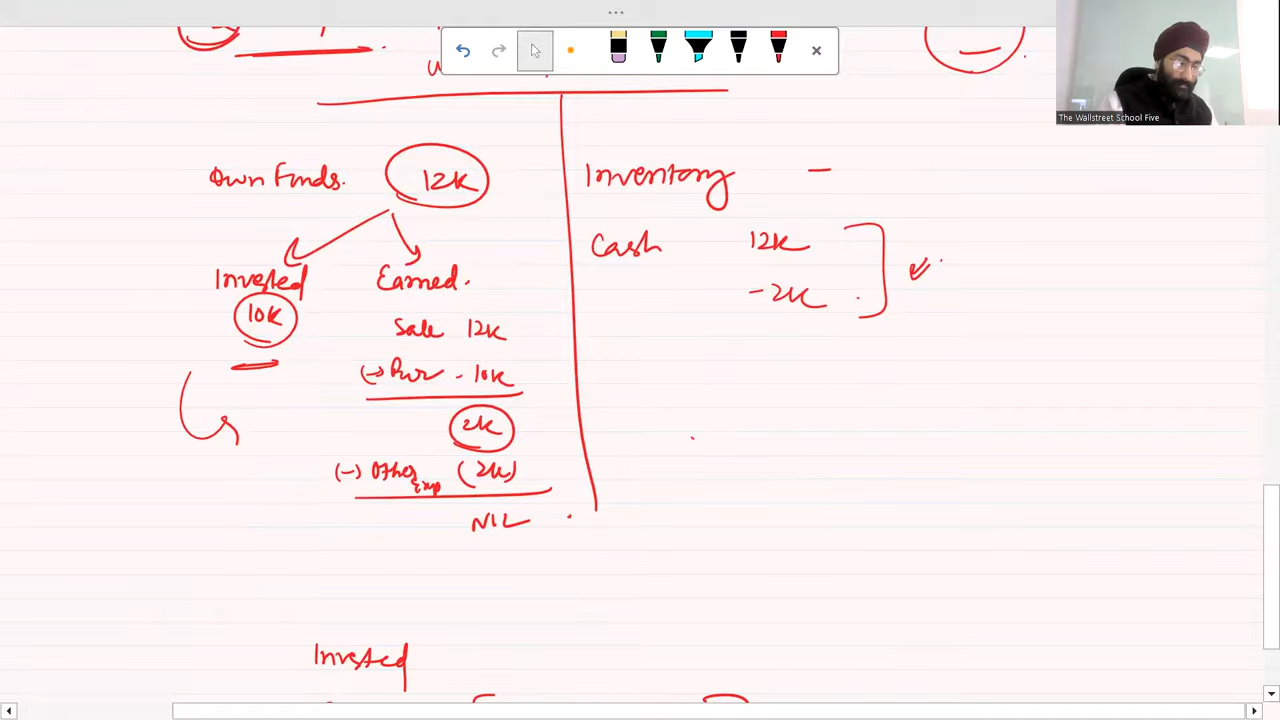 The Wallstreet School Five
Own Funds. 12K
Invested
10K
Earned.
Sale 12K
(-) Pur - 10K
2K
(-) Other Exp (2K)
NIL
Inventory -
Cash 12K
-2K
Invested